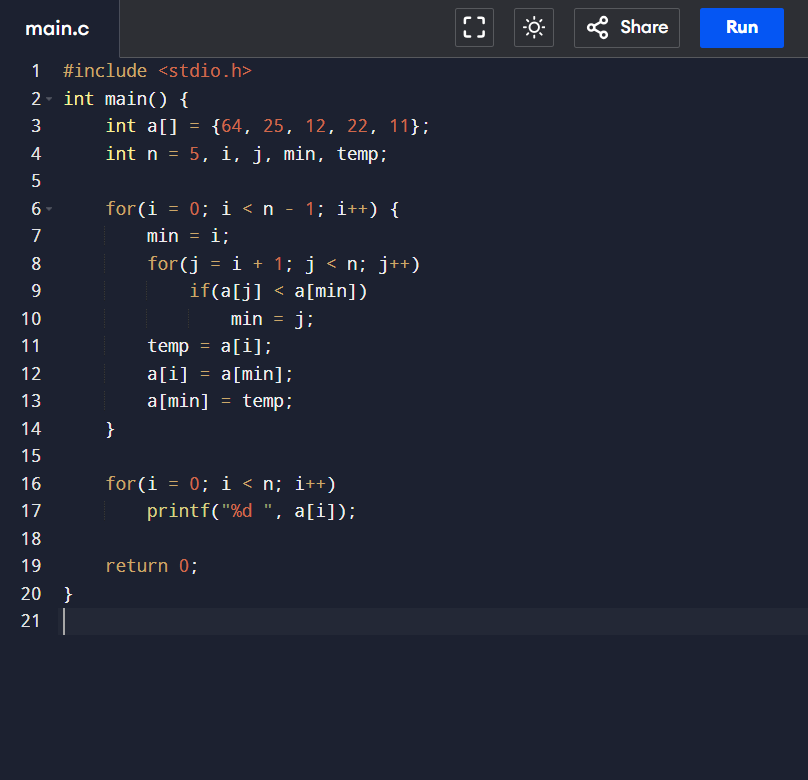 main.c
Share
Run
1 #include <stdio.h>
2 int main() {
3     int a[] = {64, 25, 12, 22, 11};
4     int n = 5, i, j, min, temp;
5
6     for(i = 0; i < n - 1; i++) {
7         min = i;
8         for(j = i + 1; j < n; j++)
9             if(a[j] < a[min])
10                 min = j;
11         temp = a[i];
12         a[i] = a[min];
13         a[min] = temp;
14     }
15
16     for(i = 0; i < n; i++)
17         printf("%d ", a[i]);
18
19     return 0;
20 }
21